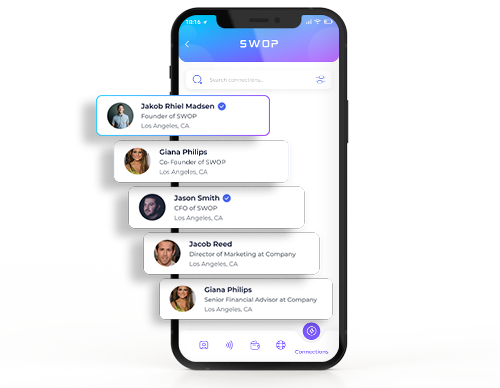 10:16
SWOP
Search connections...
Jakob Rhiel Madsen
Founder of SWOP
Los Angeles, CA
Giana Philips
Co-Founder of SWOP
Los Angeles, CA
Jason Smith
CFO of SWOP
Los Angeles, CA
Jacob Reed
Director of Marketing at Company
Los Angeles, CA
Giana Philips
Senior Financial Advisor at Company
Los Angeles, CA
Connections